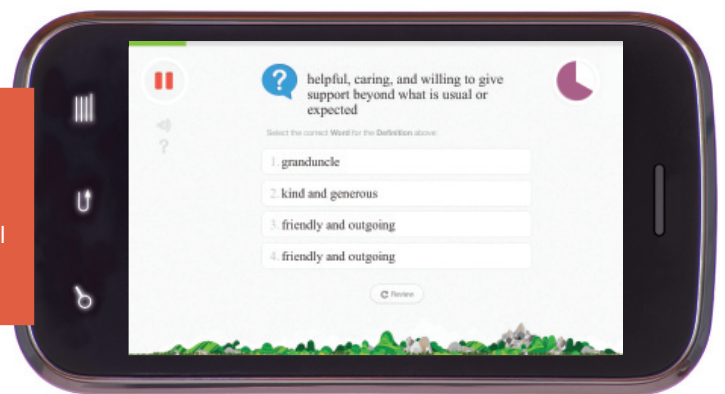 helpful, caring, and willing to give
support beyond what is usual or
expected
Select the correct Word for the Definition above:
1. granduncle
2. kind and generous
3. friendly and outgoing
4. friendly and outgoing
Review